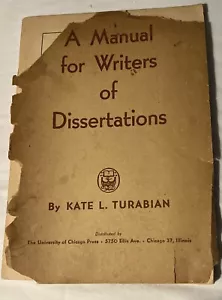 A Manual
for Writers
of
Dissertations
By KATE L. TURABIAN
Distributed by
The University of Chicago Press · 5750 Ellis Ave. · Chicago 37, Illinois